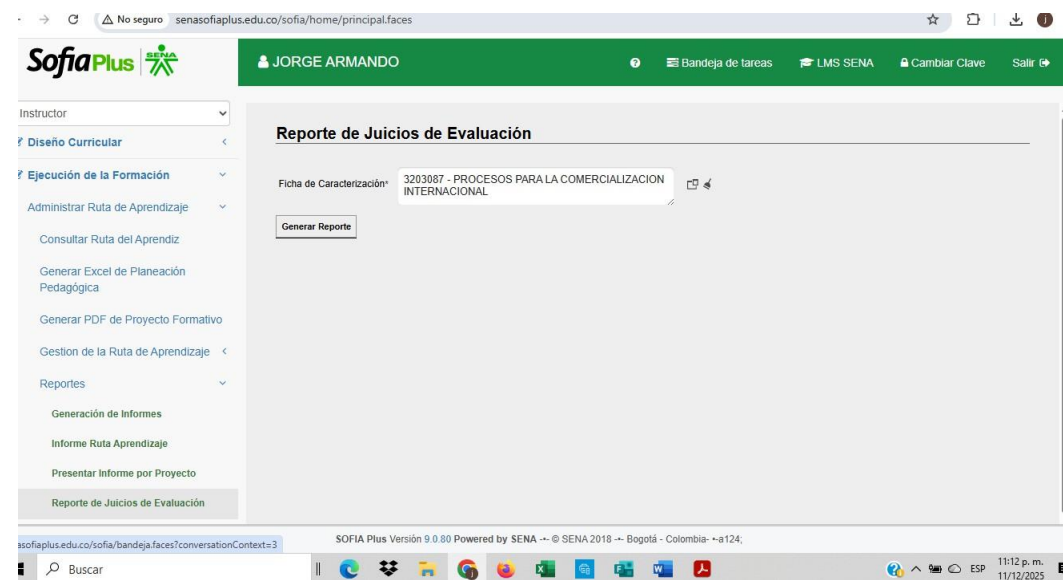 No seguro senasofiaplus.edu.co/sofia/home/principal.faces
SofiaPlus SENA
JORGE ARMANDO
Bandeja de tareas
LMS SENA
Cambiar Clave
Salir
Instructor
Diseño Curricular
Ejecución de la Formación
Administrar Ruta de Aprendizaje
Consultar Ruta del Aprendiz
Generar Excel de Planeación
Pedagógica
Generar PDF de Proyecto Formativo
Gestion de la Ruta de Aprendizaje
Reportes
Generación de Informes
Informe Ruta Aprendizaje
Presentar Informe por Proyecto
Reporte de Juicios de Evaluación
Reporte de Juicios de Evaluación
Ficha de Caracterización*
3203087 - PROCESOS PARA LA COMERCIALIZACION
INTERNACIONAL
Generar Reporte
asofiaplus.edu.co/sofia/bandeja.faces?conversationContext=3
SOFIA Plus Versión 9.0.80 Powered by SENA -•- © SENA 2018 -•- Bogotá - Colombia- -•-a124;
Buscar
ESP
11:12 p. m.
11/12/2025